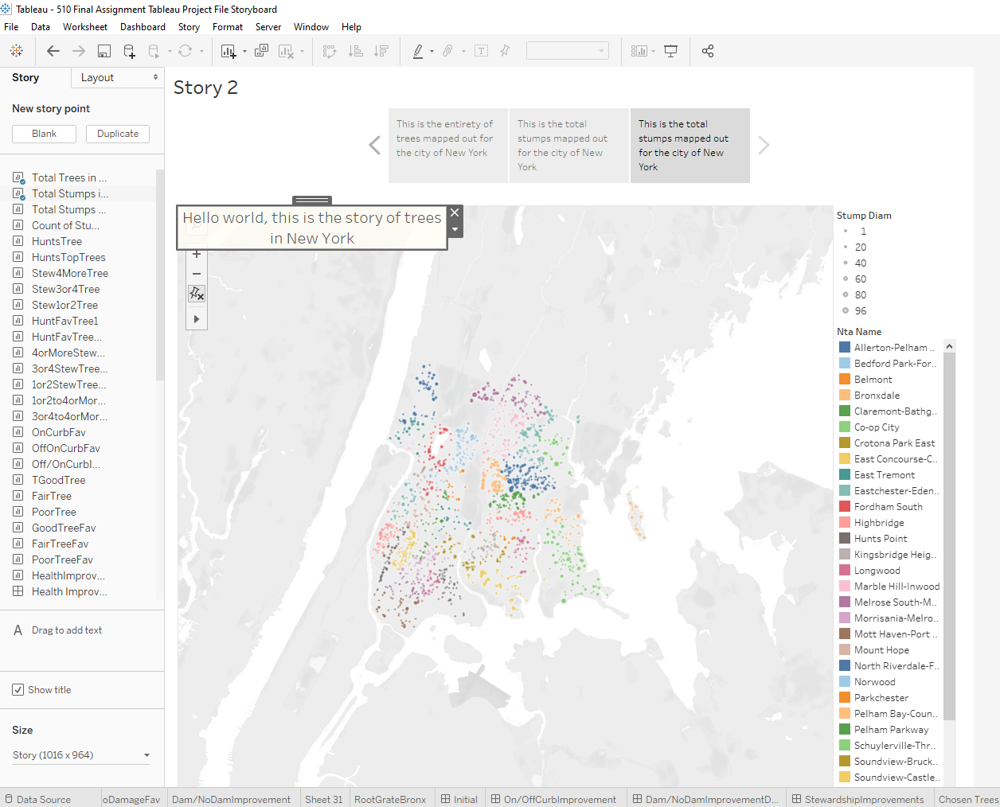 Tableau - 510 Final Assignment Tableau Project File Storyboard
File Data Worksheet Dashboard Story Format Server Window Help
Story
Layout
New story point
Blank
Duplicate
Total Trees in ...
Total Stumps i...
Total Stumps ...
Count of Stu...
HuntsTree
HuntsTopTrees
Stew4MoreTree
Stew3or4Tree
Stew1or2Tree
HuntFavTree1
HuntFavTree...
4orMoreStew...
3or4StewTree...
1or2StewTree...
1or2to4orMor...
3or4to4orMor...
OnCurbFav
OffOnCurbFav
Off/OnCurbI...
TGoodTree
FairTree
PoorTree
GoodTreeFav
FairTreeFav
PoorTreeFav
HealthImprov...
Health Improv...
A Drag to add text
Show title
Size
Story (1016 x 964)
Story 2
This is the entirety of
trees mapped out for
the city of New York
This is the total
stumps mapped out
for the city of New
York
This is the total
stumps mapped out
for the city of New
York
Hello world, this is the story of trees
in New York
Stump Diam
1
20
40
60
80
96
Nta Name
Allerton-Pelham ..
Bedford Park-For..
Belmont
Bronxdale
Claremont-Bathg..
Co-op City
Crotona Park East
East Concourse-C..
East Tremont
Eastchester-Eden..
Fordham South
Highbridge
Hunts Point
Kingsbridge Heig..
Longwood
Marble Hill-Inwood
Melrose South-M..
Morrisania-Melro..
Mott Haven-Port ..
Mount Hope
North Riverdale-F..
Norwood
Parkchester
Pelham Bay-Coun..
Pelham Parkway
Schuylerville-Thr..
Soundview-Bruck..
Soundview-Castle..
Data Source
oDamageFav
Dam/NoDamImprovement
Sheet 31
RootGrateBronx
Initial
On/OffCurbImprovement
Dam/NoDamImprovementD...
StewardshipImprovements
Chosen Trees